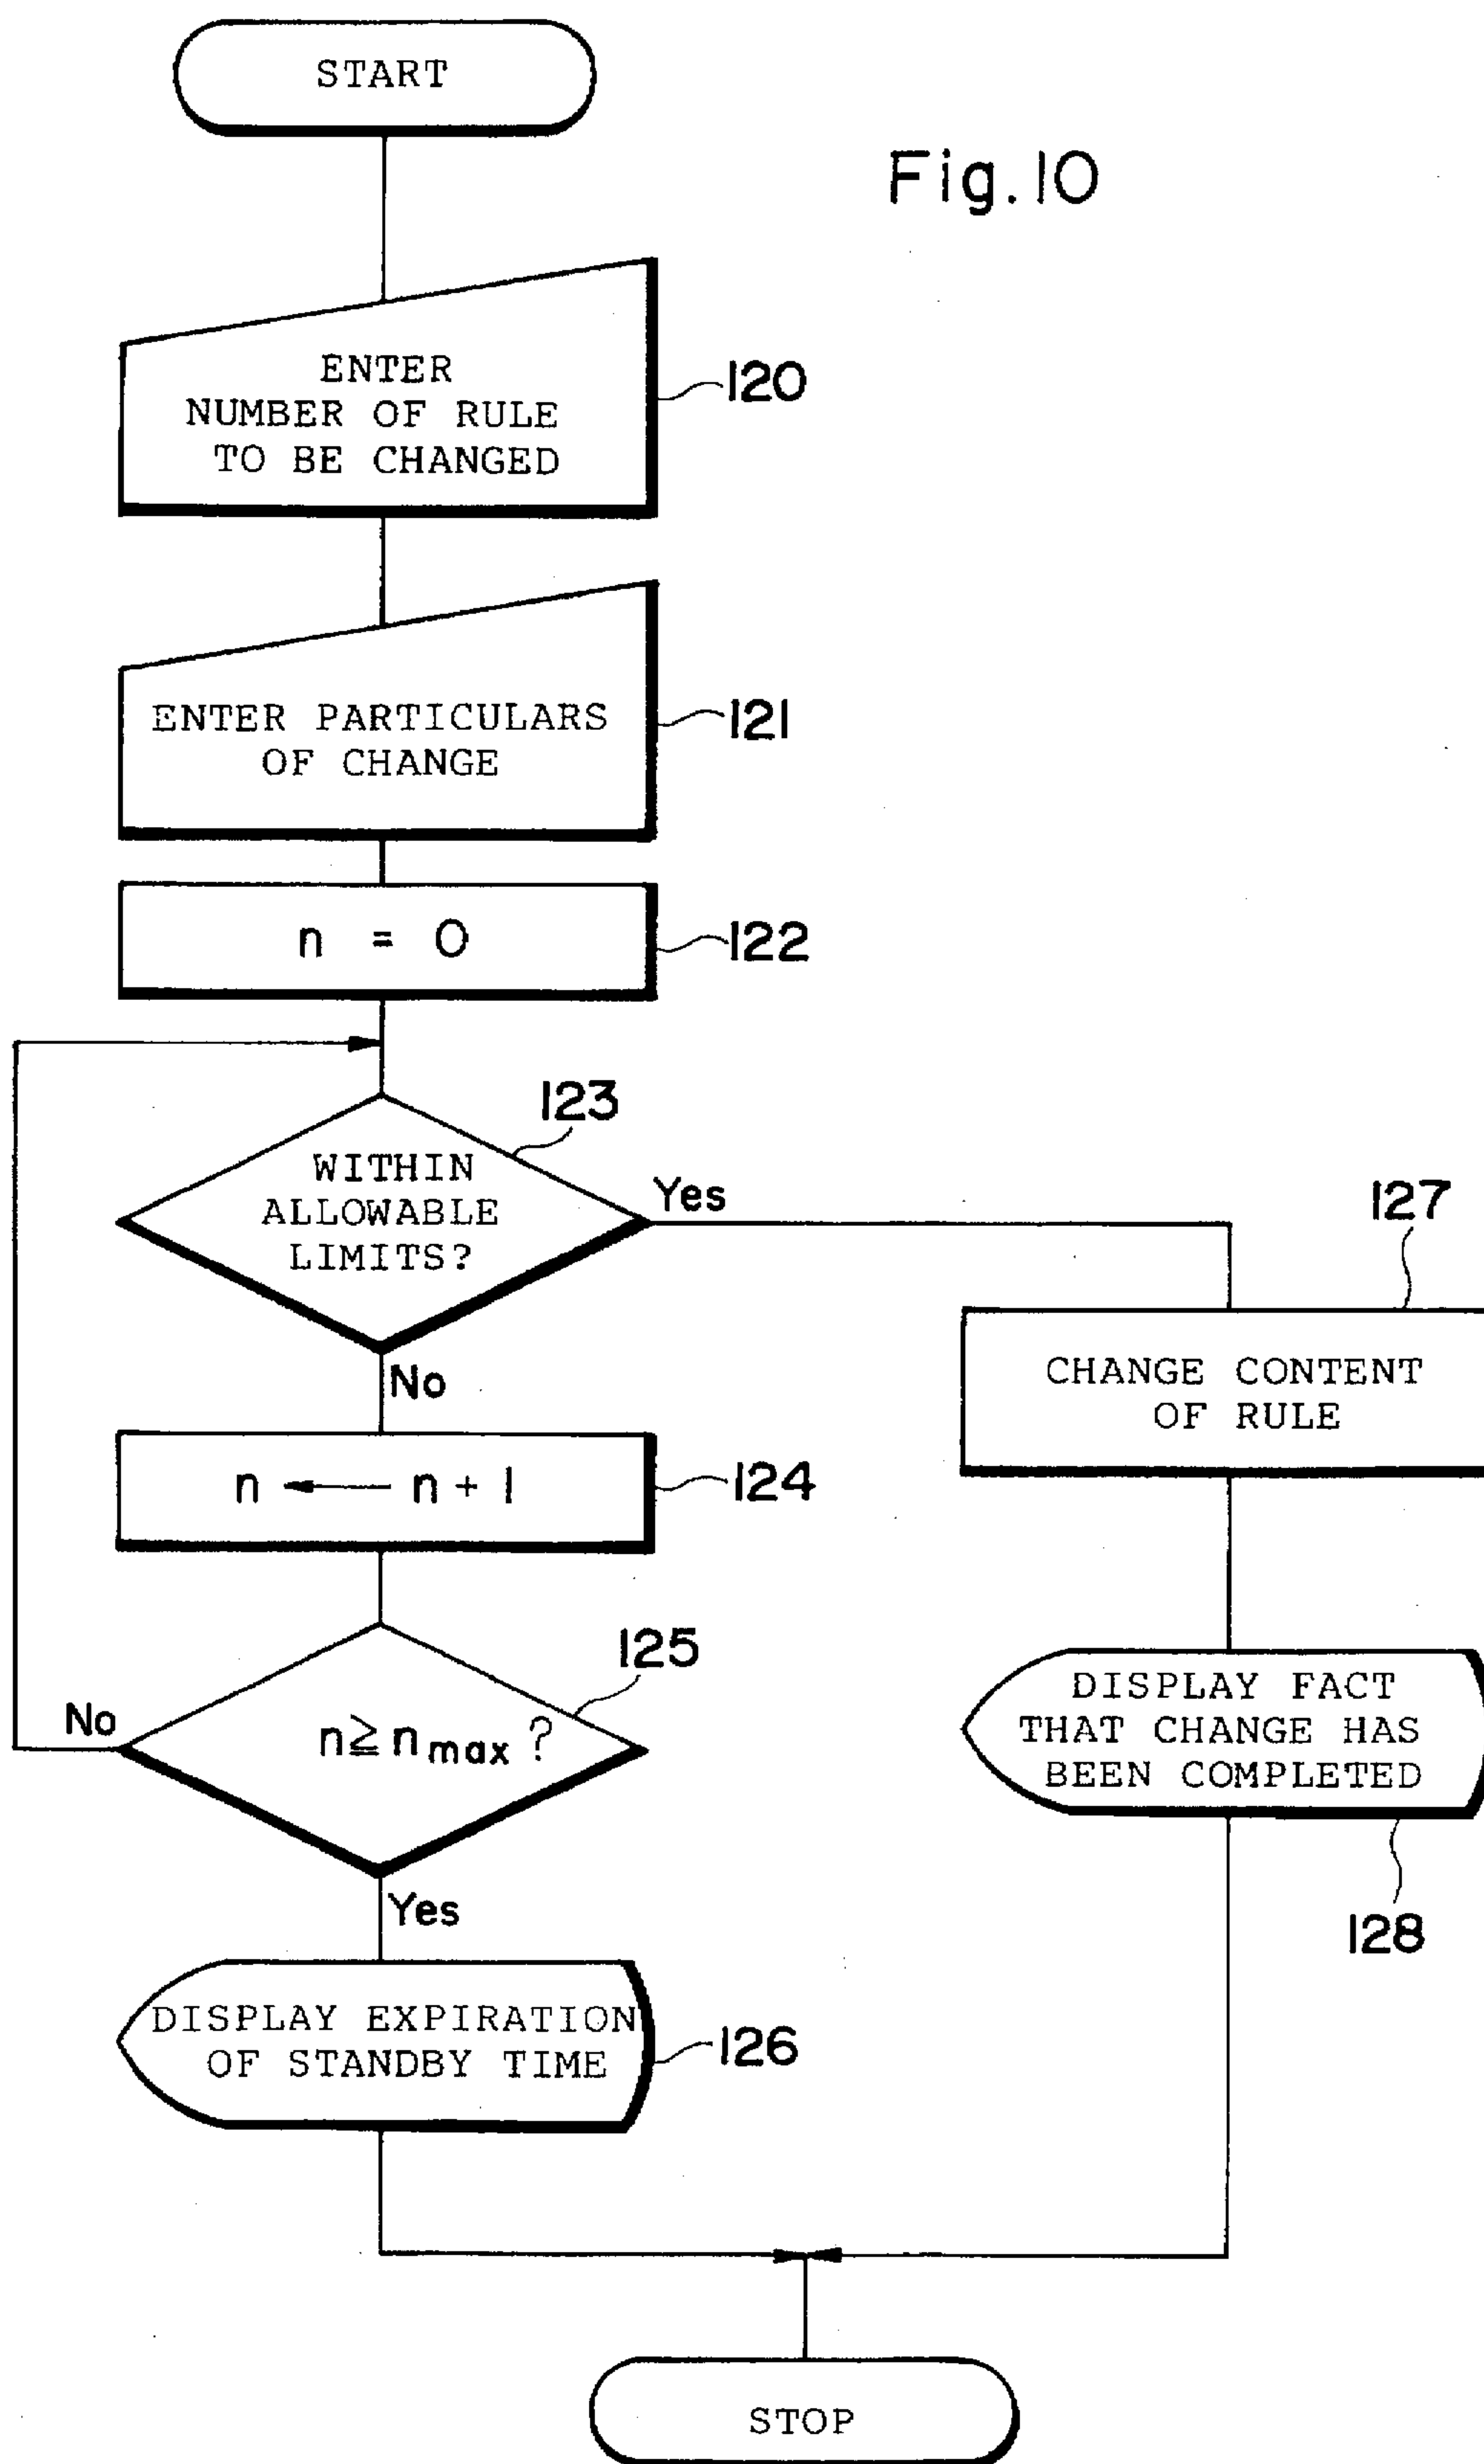 START
Fig. 10
ENTER
NUMBER OF RULE
TO BE CHANGED
120
ENTER PARTICULARS
OF CHANGE
121
n = 0
122
123
WITHIN
ALLOWABLE
LIMITS?
Yes
No
127
CHANGE CONTENT
OF RULE
n ← n + 1
124
125
n ≧ nmax ?
No
Yes
DISPLAY FACT
THAT CHANGE HAS
BEEN COMPLETED
128
DISPLAY EXPIRATION
OF STANDBY TIME
126
STOP